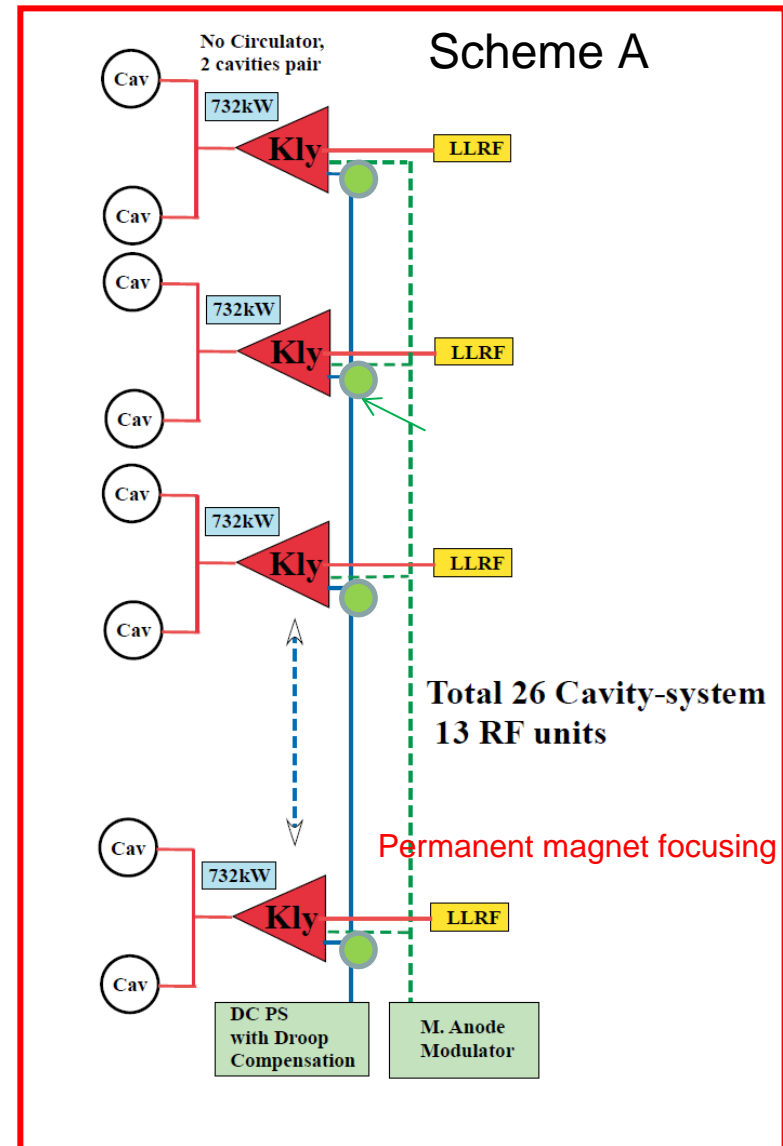 No Circulator,
2 cavities pair
Scheme A
Cav
732kW
Kly
LLRF
Cav
Cav
732kW
Kly
LLRF
Cav
Cav
732kW
Kly
LLRF
Cav
Total 26 Cavity-system
13 RF units
Permanent magnet focusing
Cav
732kW
Kly
LLRF
Cav
DC PS
with Droop
Compensation
M. Anode
Modulator